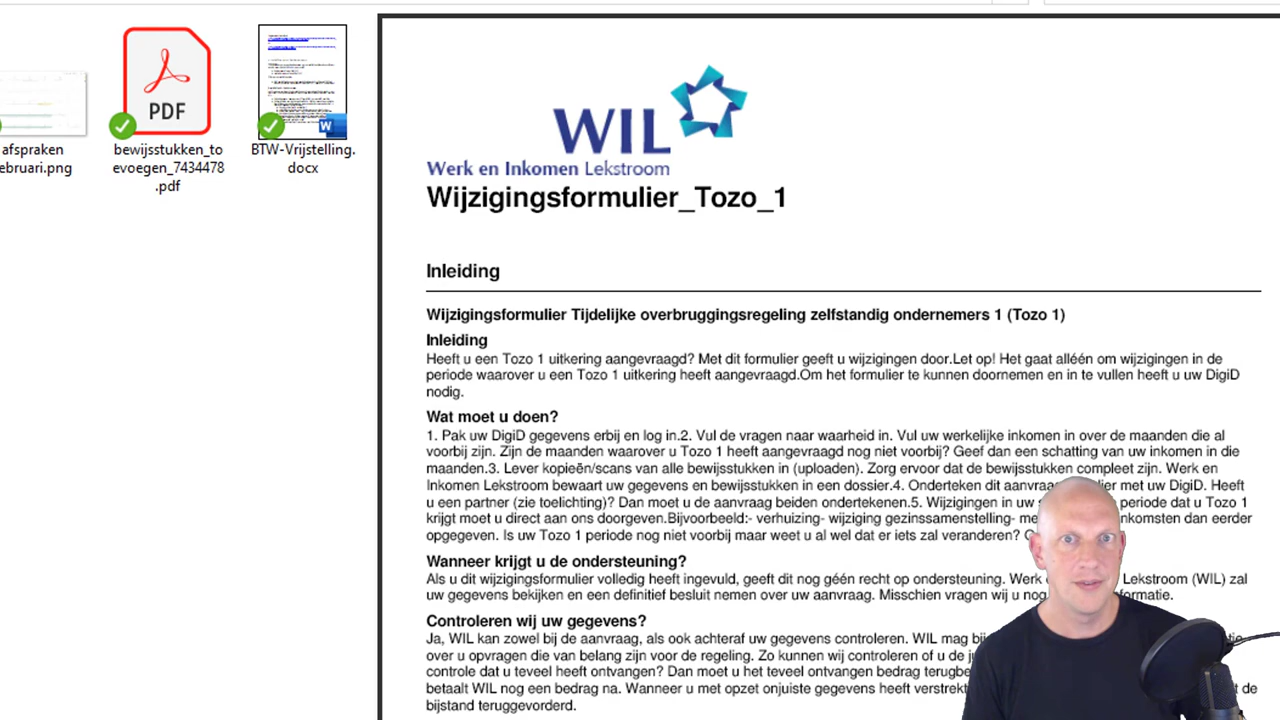 afspraken
ebruari.png
PDF
bewijsstukken_to
evoegen_7434478
.pdf
W
BTW-Vrijstelling.
docx
WIL
Werk en Inkomen Lekstroom
Wijzigingsformulier_Tozo_1
Inleiding
Wijzigingsformulier Tijdelijke overbruggingsregeling zelfstandig ondernemers 1 (Tozo 1)
Inleiding
Heeft u een Tozo 1 uitkering aangevraagd? Met dit formulier geeft u wijzigingen door.Let op! Het gaat alléén om wijzigingen in de
periode waarover u een Tozo 1 uitkering heeft aangevraagd.Om het formulier te kunnen doornemen en in te vullen heeft u uw DigiD
nodig.
Wat moet u doen?
1. Pak uw DigiD gegevens erbij en log in.2. Vul de vragen naar waarheid in. Vul uw werkelijke inkomen in over de maanden die al
voorbij zijn. Zijn de maanden waarover u Tozo 1 heeft aangevraagd nog niet voorbij? Geef dan een schatting van uw inkomen in die
maanden.3. Lever kopieën/scans van alle bewijsstukken in (uploaden). Zorg ervoor dat de bewijsstukken compleet zijn. Werk en
Inkomen Lekstroom bewaart uw gegevens en bewijsstukken in een dossier.4. Onderteken dit aanvraag lier met uw DigiD. Heeft
u een partner (zie toelichting)? Dan moet u de aanvraag beiden ondertekenen.5. Wijzigingen in uw periode dat u Tozo 1
krijgt moet u direct aan ons doorgeven.Bijvoorbeeld:- verhuizing- wijziging gezinssamenstelling- nkomsten dan eerder
opgegeven. Is uw Tozo 1 periode nog niet voorbij maar weet u al wel dat er iets zal veranderen?
Wanneer krijgt u de ondersteuning?
Als u dit wijzigingsformulier volledig heeft ingevuld, geeft dit nog géén recht op ondersteuning. Werk Lekstroom (WIL) zal
uw gegevens bekijken en een definitief besluit nemen over uw aanvraag. Misschien vragen wij u nog formatie.
Controleren wij uw gegevens?
Ja, WIL kan zowel bij de aanvraag, als ook achteraf uw gegevens controleren. WIL mag bij
over u opvragen die van belang zijn voor de regeling. Zo kunnen wij controleren of u de
controle dat u teveel heeft ontvangen? Dan moet u het teveel ontvangen bedrag terugbe
betaalt WIL nog een bedrag na. Wanneer u met opzet onjuiste gegevens heeft verstrekt t de
bijstand teruggevorderd.